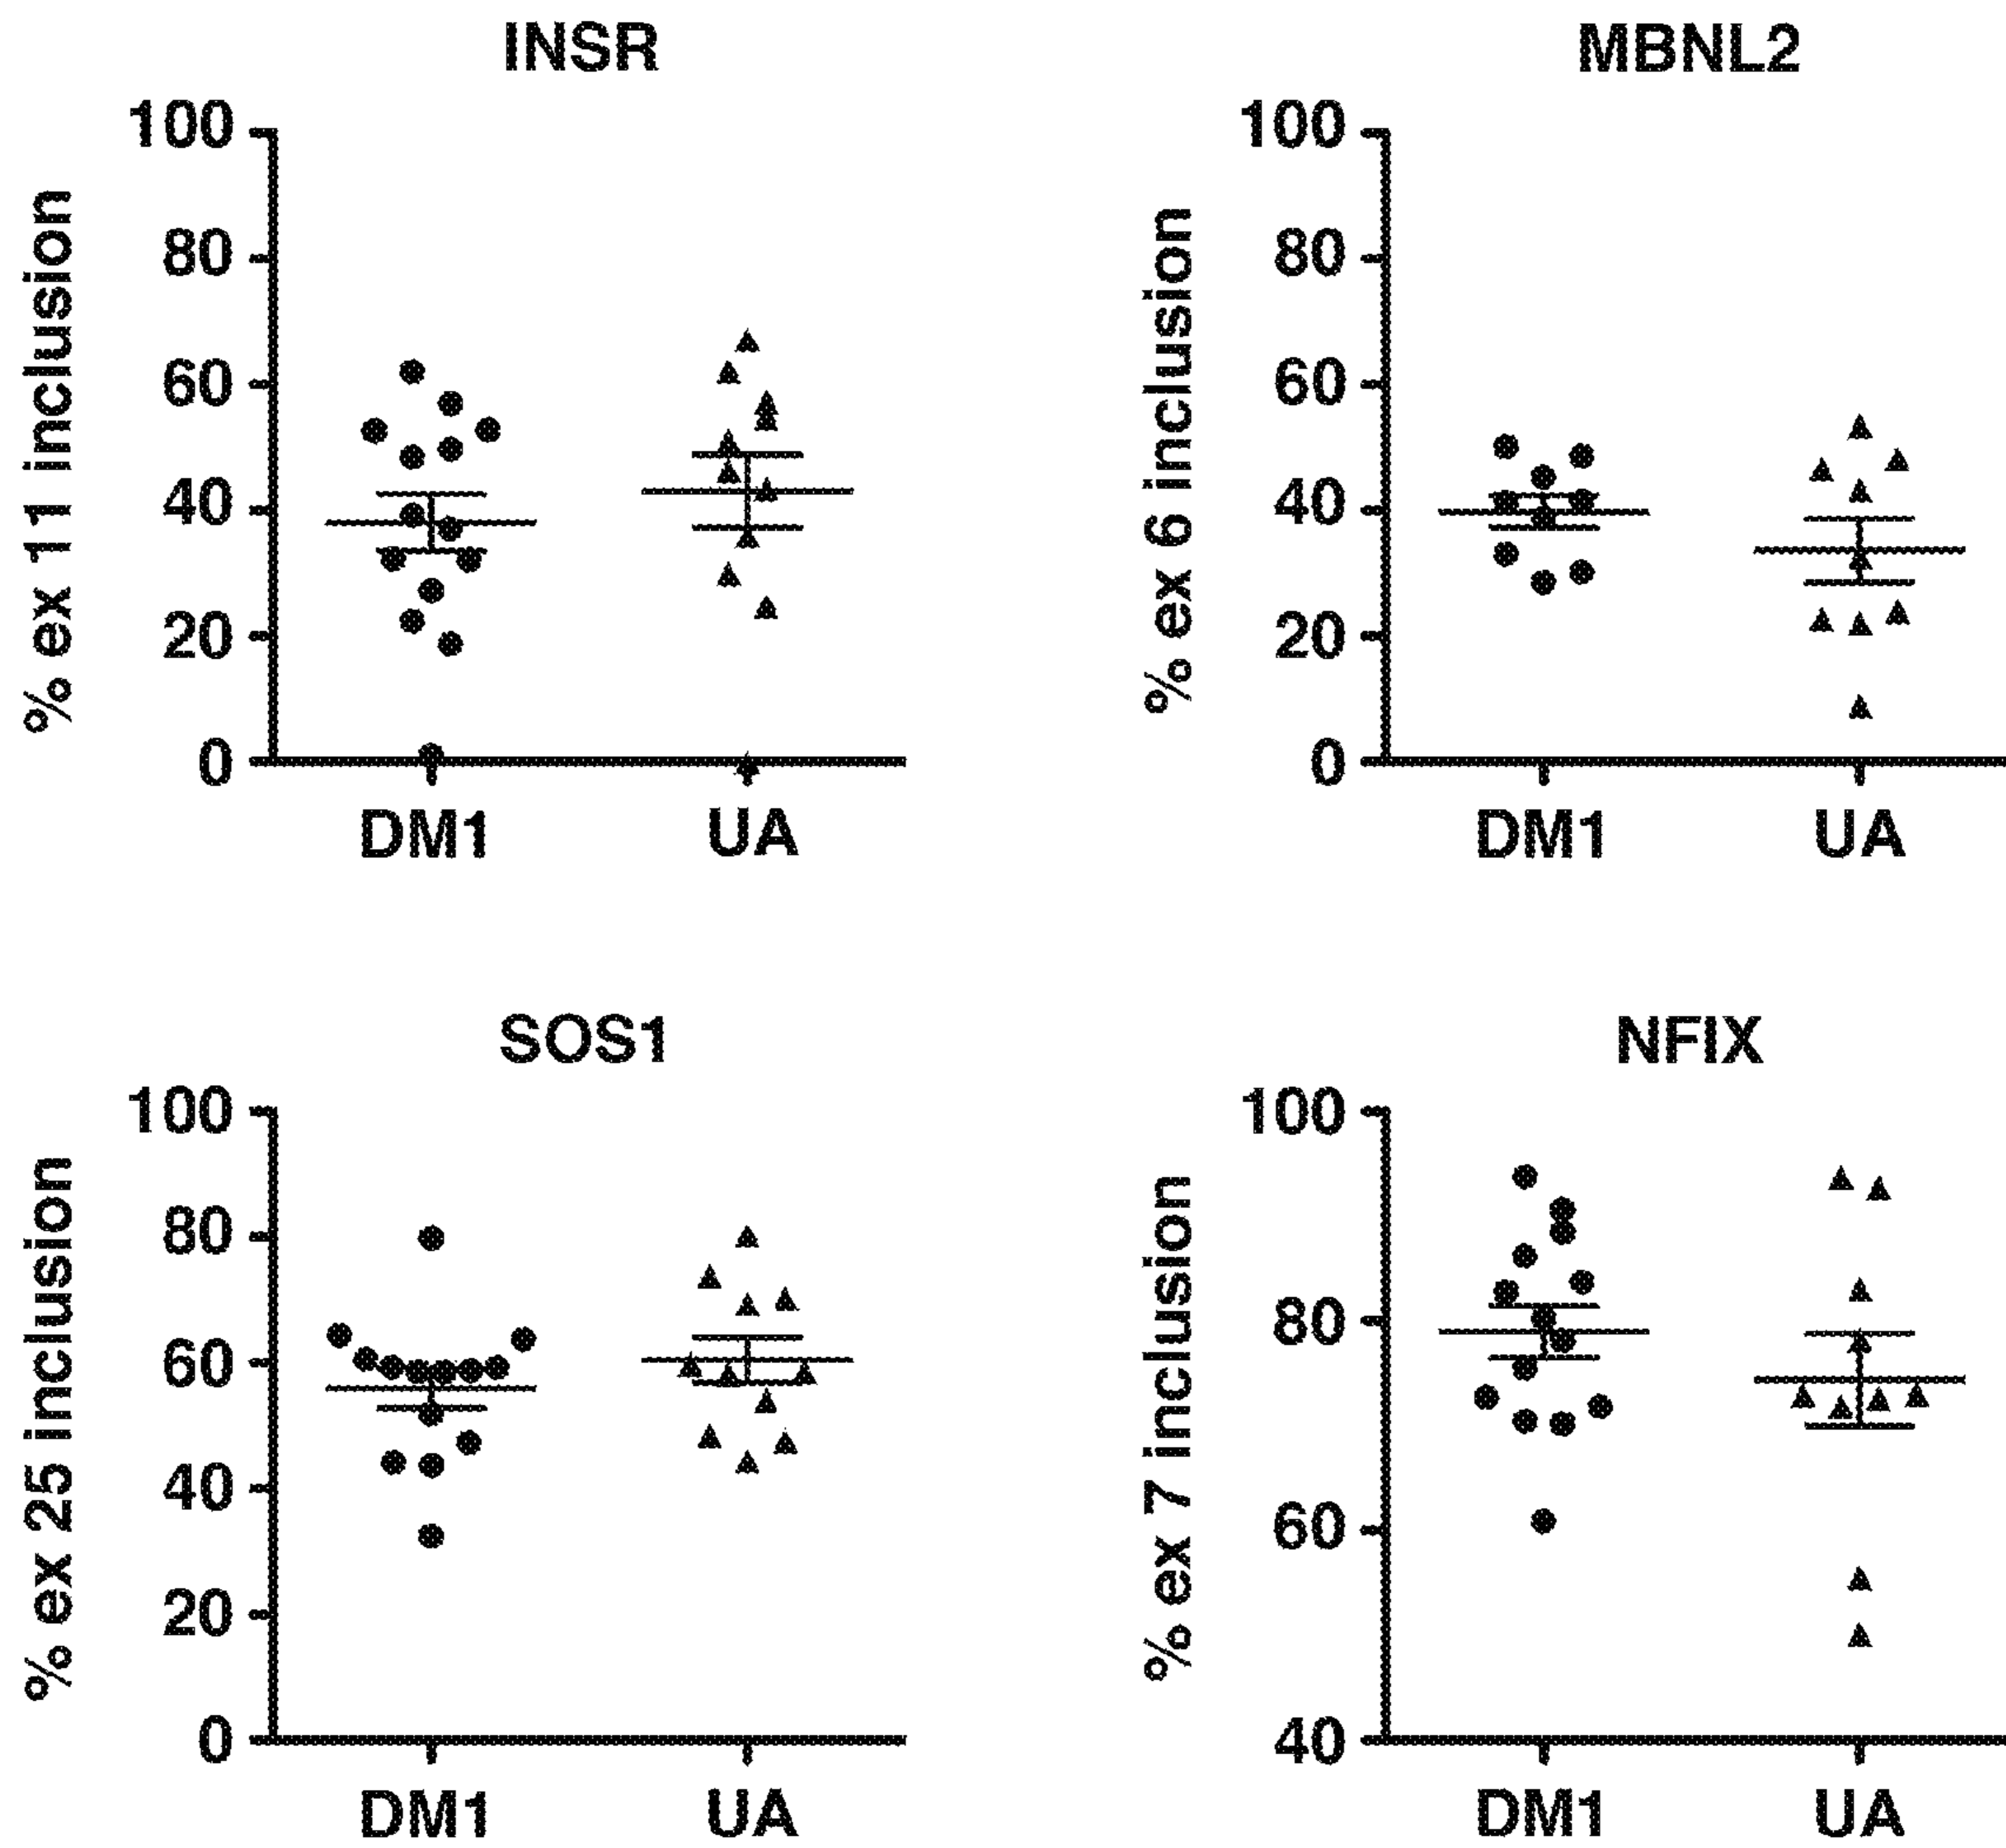 INSR
% ex 11 inclusion
100
80
60
40
20
0
DM1 UA
MBNL2
% ex 6 inclusion
100
80
60
40
20
0
DM1 UA
SOS1
% ex 25 inclusion
100
80
60
40
20
0
DM1 UA
NFIX
% ex 7 inclusion
100
80
60
40
DM1 UA